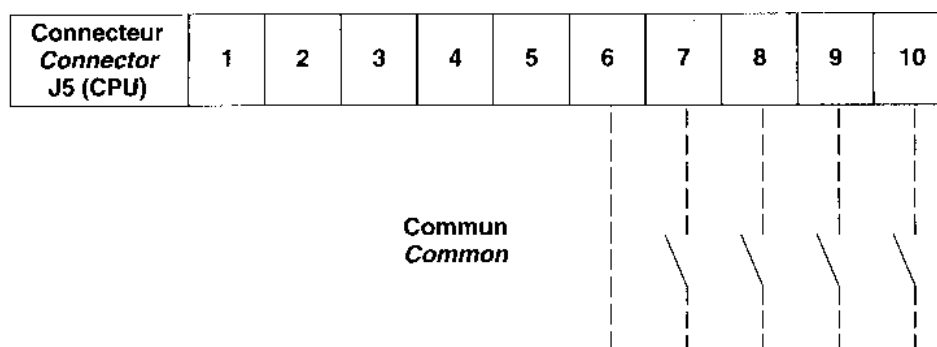 Connecteur
Connector
J5 (CPU)
1 2 3 4 5 6 7 8 9 10
Commun
Common